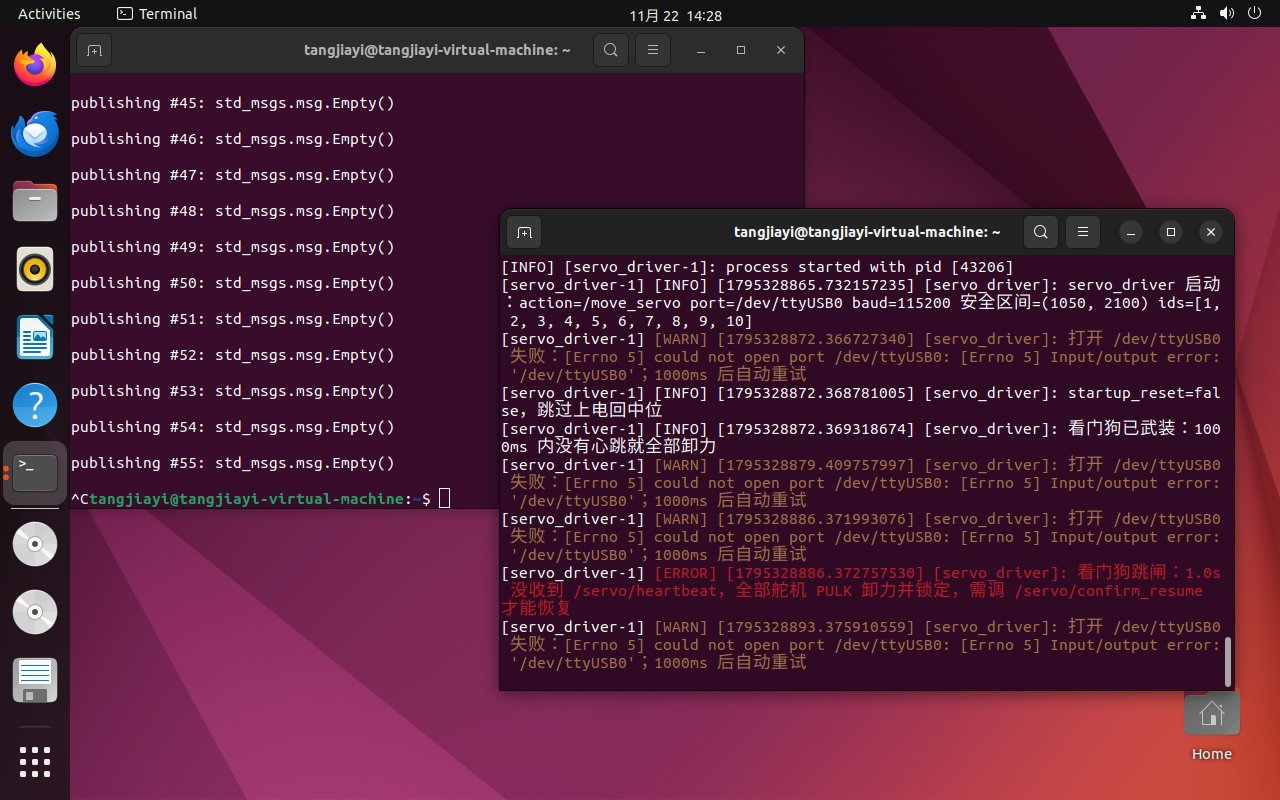 Activities
Terminal
11月 22 14:28
tangjiayi@tangjiayi-virtual-machine: ~
publishing #45: std_msgs.msg.Empty()
publishing #46: std_msgs.msg.Empty()
publishing #47: std_msgs.msg.Empty()
publishing #48: std_msgs.msg.Empty()
publishing #49: std_msgs.msg.Empty()
publishing #50: std_msgs.msg.Empty()
publishing #51: std_msgs.msg.Empty()
publishing #52: std_msgs.msg.Empty()
publishing #53: std_msgs.msg.Empty()
publishing #54: std_msgs.msg.Empty()
publishing #55: std_msgs.msg.Empty()
^Ctangjiayi@tangjiayi-virtual-machine:~$
tangjiayi@tangjiayi-virtual-machine: ~
[INFO] [servo_driver-1]: process started with pid [43206]
[servo_driver-1] [INFO] [1795328865.732157235] [servo_driver]: servo_driver 启动
：action=/move_servo port=/dev/ttyUSB0 baud=115200 安全区间=(1050, 2100) ids=[1,
2, 3, 4, 5, 6, 7, 8, 9, 10]
[servo_driver-1] [WARN] [1795328872.366727340] [servo_driver]: 打开 /dev/ttyUSB0
失败：[Errno 5] could not open port /dev/ttyUSB0: [Errno 5] Input/output error:
'/dev/ttyUSB0'；1000ms 后自动重试
[servo_driver-1] [INFO] [1795328872.368781005] [servo_driver]: startup_reset=fal
se，跳过上电回中位
[servo_driver-1] [INFO] [1795328872.369318674] [servo_driver]: 看门狗已武装：100
0ms 内没有心跳就全部卸力
[servo_driver-1] [WARN] [1795328879.409757997] [servo_driver]: 打开 /dev/ttyUSB0
失败：[Errno 5] could not open port /dev/ttyUSB0: [Errno 5] Input/output error:
'/dev/ttyUSB0'；1000ms 后自动重试
[servo_driver-1] [WARN] [1795328886.371993076] [servo_driver]: 打开 /dev/ttyUSB0
失败：[Errno 5] could not open port /dev/ttyUSB0: [Errno 5] Input/output error:
'/dev/ttyUSB0'；1000ms 后自动重试
[servo_driver-1] [ERROR] [1795328886.372757530] [servo_driver]: 看门狗跳闸：1.0s
没收到 /servo/heartbeat，全部舵机 PULK 卸力并锁定，需调 /servo/confirm_resume
才能恢复
[servo_driver-1] [WARN] [1795328893.375910559] [servo_driver]: 打开 /dev/ttyUSB0
失败：[Errno 5] could not open port /dev/ttyUSB0: [Errno 5] Input/output error:
'/dev/ttyUSB0'；1000ms 后自动重试
Home